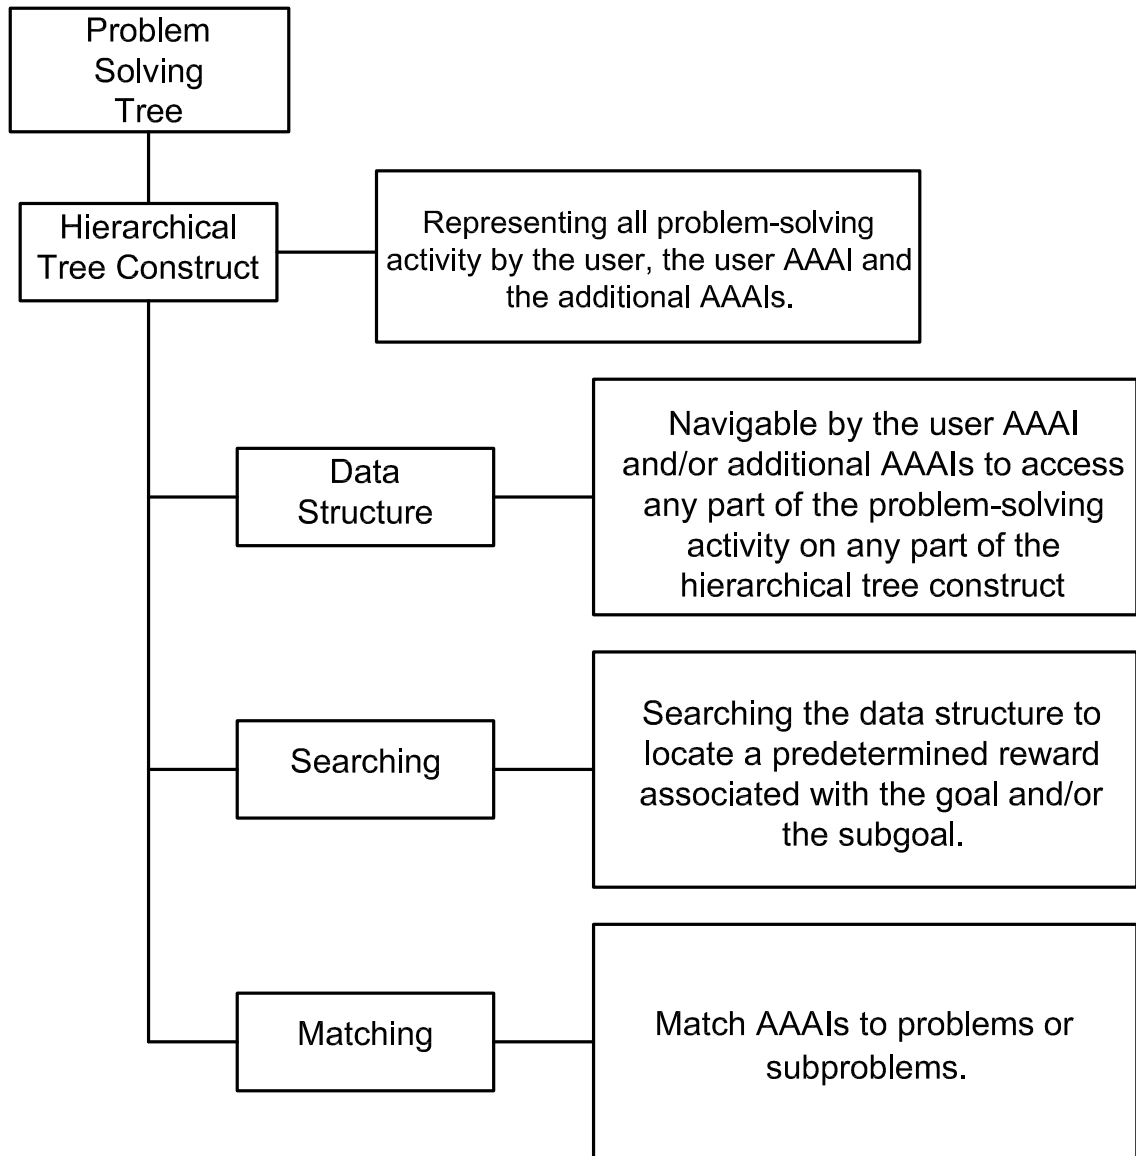 Problem
Solving
Tree
Hierarchical
Tree Construct
Representing all problem-solving
activity by the user, the user AAAI and
the additional AAAIs.
Data
Structure
Navigable by the user AAAI
and/or additional AAAIs to access
any part of the problem-solving
activity on any part of the
hierarchical tree construct
Searching
Searching the data structure to
locate a predetermined reward
associated with the goal and/or
the subgoal.
Matching
Match AAAIs to problems or
subproblems.